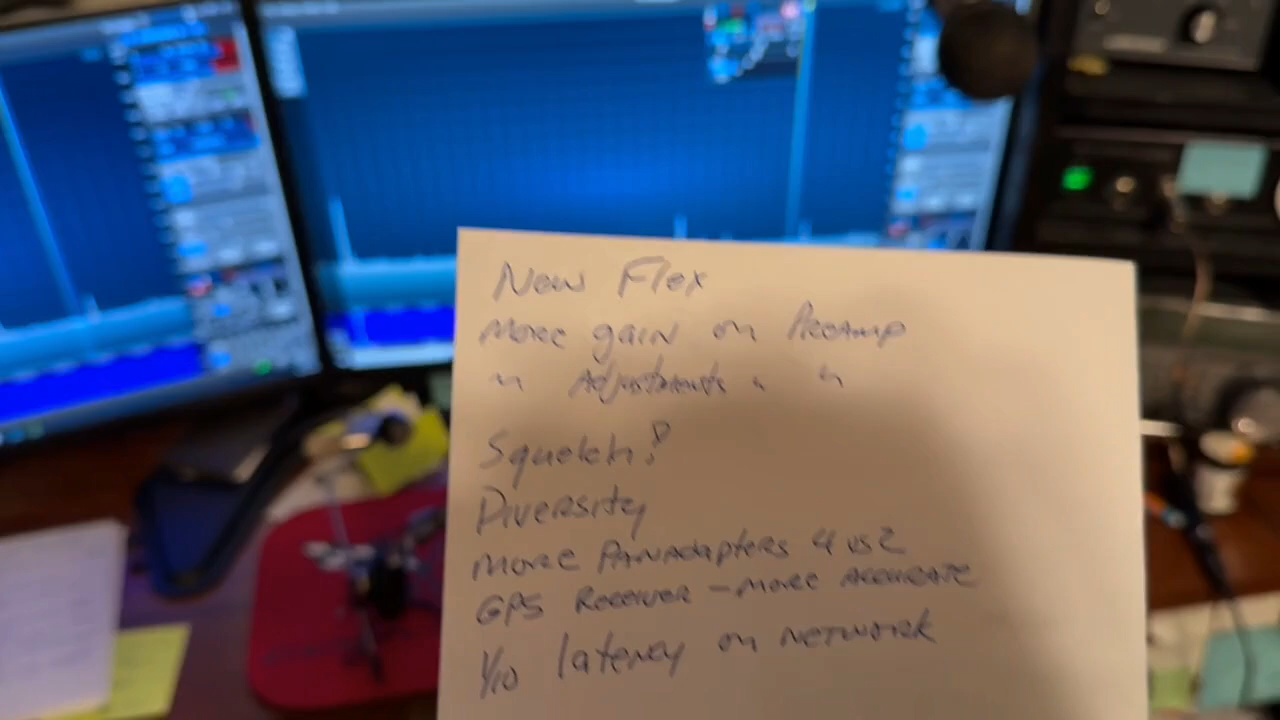 New Flex
More gain on Preamp
" Adjustments " "
Squelch?
Diversity
More Panadapters 4 vs 2
GPS Receiver - More Accurate
1/10 latency on Network